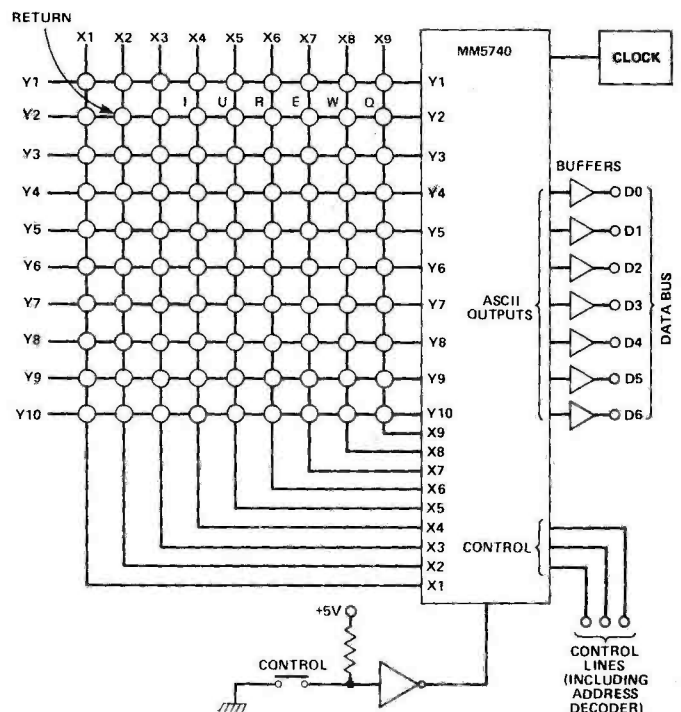 RETURN
X1 X2 X3 X4 X5 X6 X7 X8 X9
MM5740
CLOCK
Y1 Y1
I U R E W Q
Y2 Y2
Y3 Y3
BUFFERS
Y4 Y4 D0
Y5 Y5 D1
Y6 Y6 D2
Y7 Y7 ASCII OUTPUTS D3 DATA BUS
Y8 Y8 D4
Y9 Y9 D5
Y10 Y10 D6
X9
X8
X7
X6
X5
X4
X3 CONTROL
X2
X1
+5V
CONTROL
CONTROL
LINES
(INCLUDING
ADDRESS
DECODER)